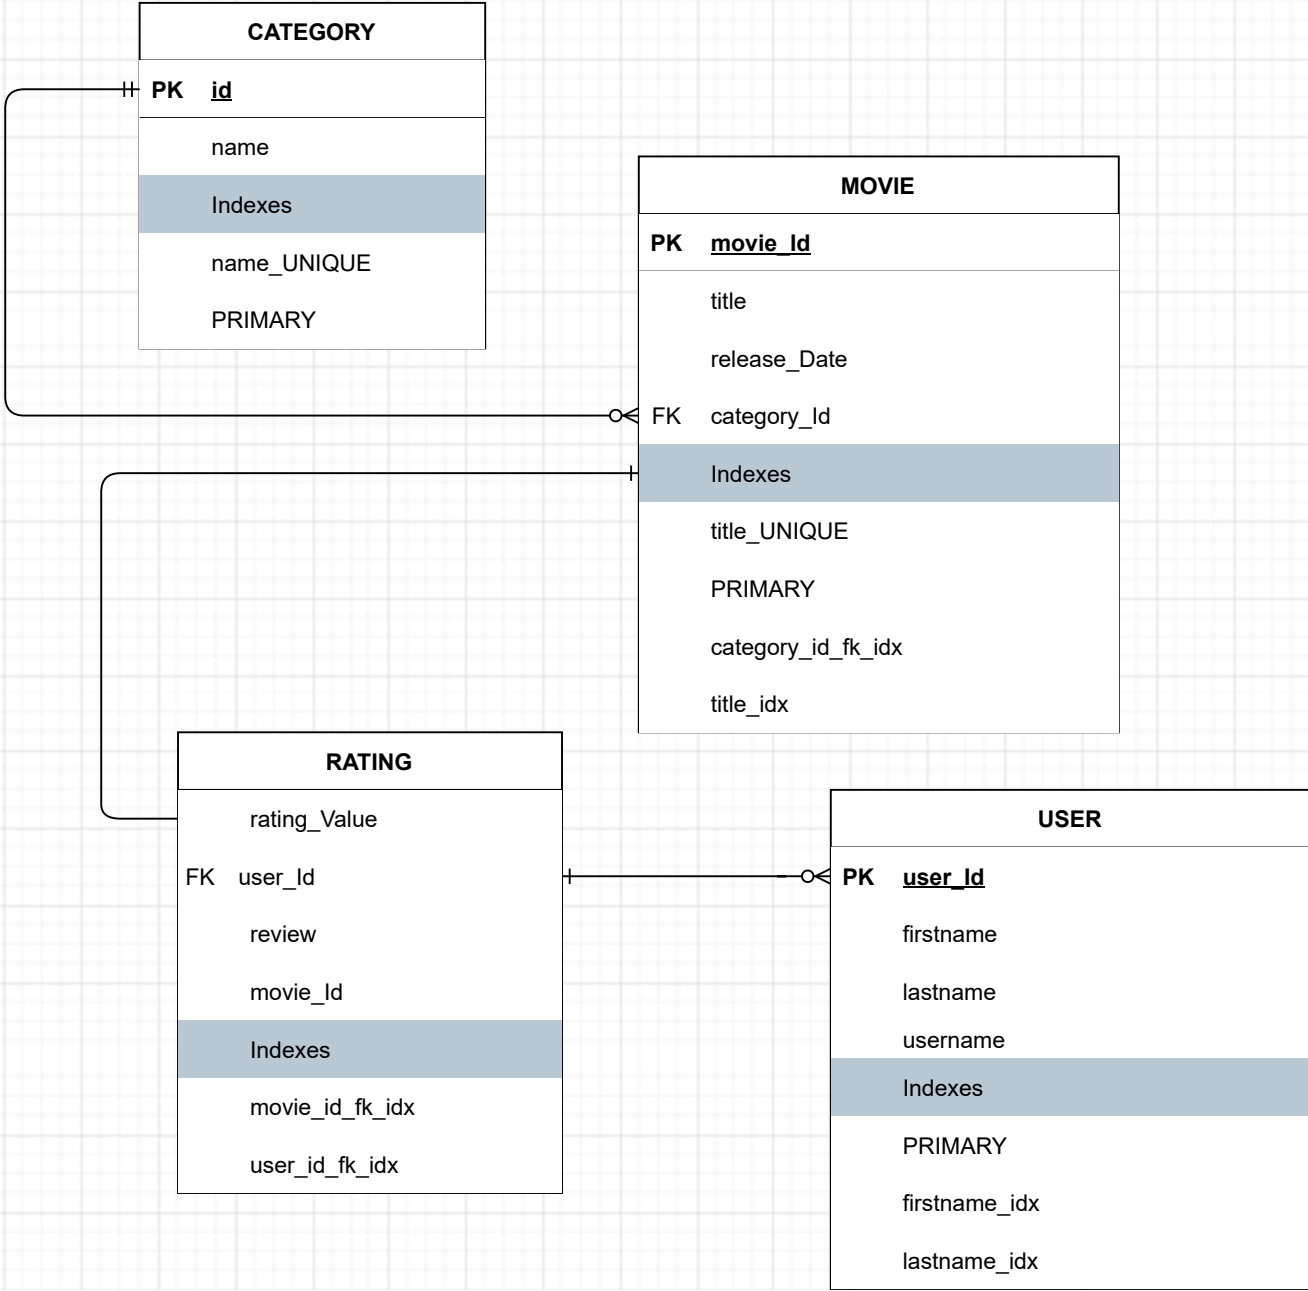 CATEGORY
PK id
name
Indexes
name_UNIQUE
PRIMARY
MOVIE
PK movie_Id
title
release_Date
FK category_Id
Indexes
title_UNIQUE
PRIMARY
category_id_fk_idx
title_idx
RATING
rating_Value
FK user_Id
review
movie_Id
Indexes
movie_id_fk_idx
user_id_fk_idx
USER
PK user_Id
firstname
lastname
username
Indexes
PRIMARY
firstname_idx
lastname_idx